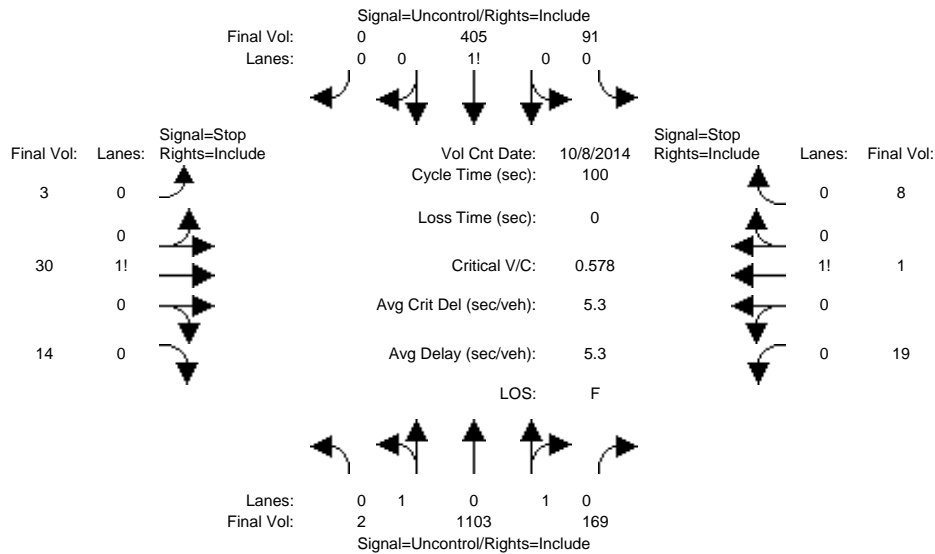 Signal=Uncontrol/Rights=Include
Final Vol: 0 405 91
Lanes: 0 0 1! 0 0
Signal=Stop
Final Vol: Lanes: Rights=Include
Vol Cnt Date: 10/8/2014
Signal=Stop
Rights=Include Lanes: Final Vol:
Cycle Time (sec): 100
3 0
0 8
Loss Time (sec): 0
0
0
30 1!
Critical V/C: 0.578
1! 1
0
Avg Crit Del (sec/veh): 5.3
0
14 0
Avg Delay (sec/veh): 5.3
0 19
LOS: F
Lanes: 0 1 0 1 0
Final Vol: 2 1103 169
Signal=Uncontrol/Rights=Include